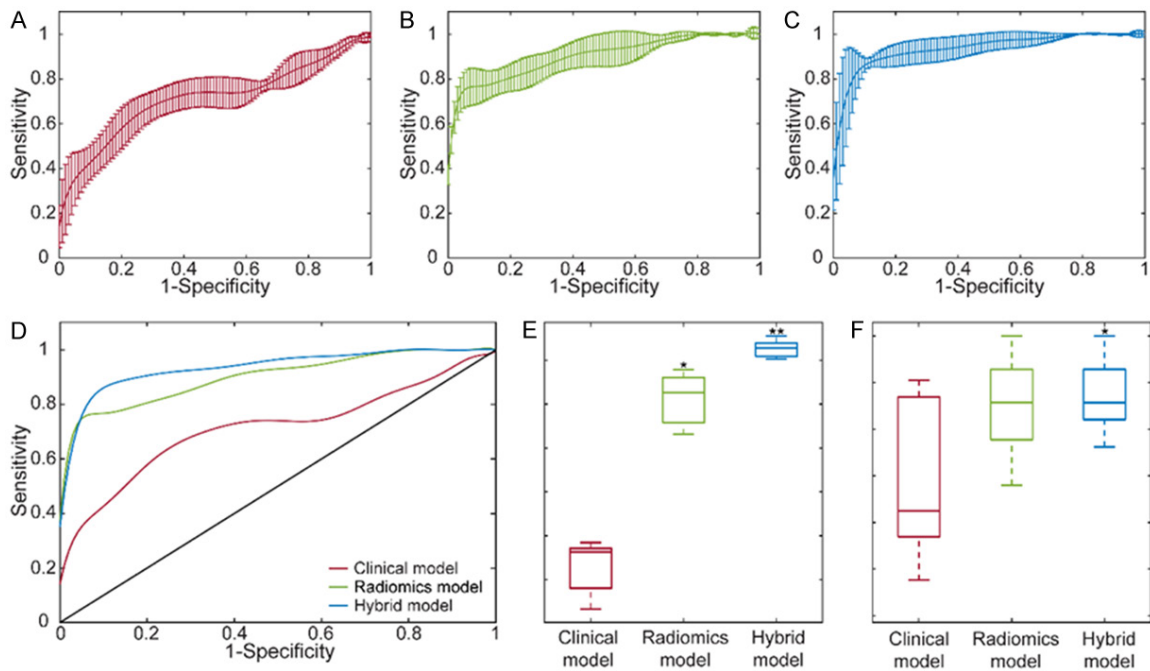 A
B
C
Sensitivity
1
0.8
0.6
0.4
0.2
0
0 0.2 0.4 0.6 0.8 1
1-Specificity
Sensitivity
1
0.8
0.6
0.4
0.2
0
0 0.2 0.4 0.6 0.8 1
1-Specificity
Sensitivity
1
0.8
0.6
0.4
0.2
0
0 0.2 0.4 0.6 0.8 1
1-Specificity
D
Sensitivity
1
0.8
0.6
0.4
0.2
0
0 0.2 0.4 0.6 0.8 1
1-Specificity
Clinical model
Radiomics model
Hybrid model
E
*
**
Clinical model
Radiomics model
Hybrid model
F
*
Clinical model
Radiomics model
Hybrid model